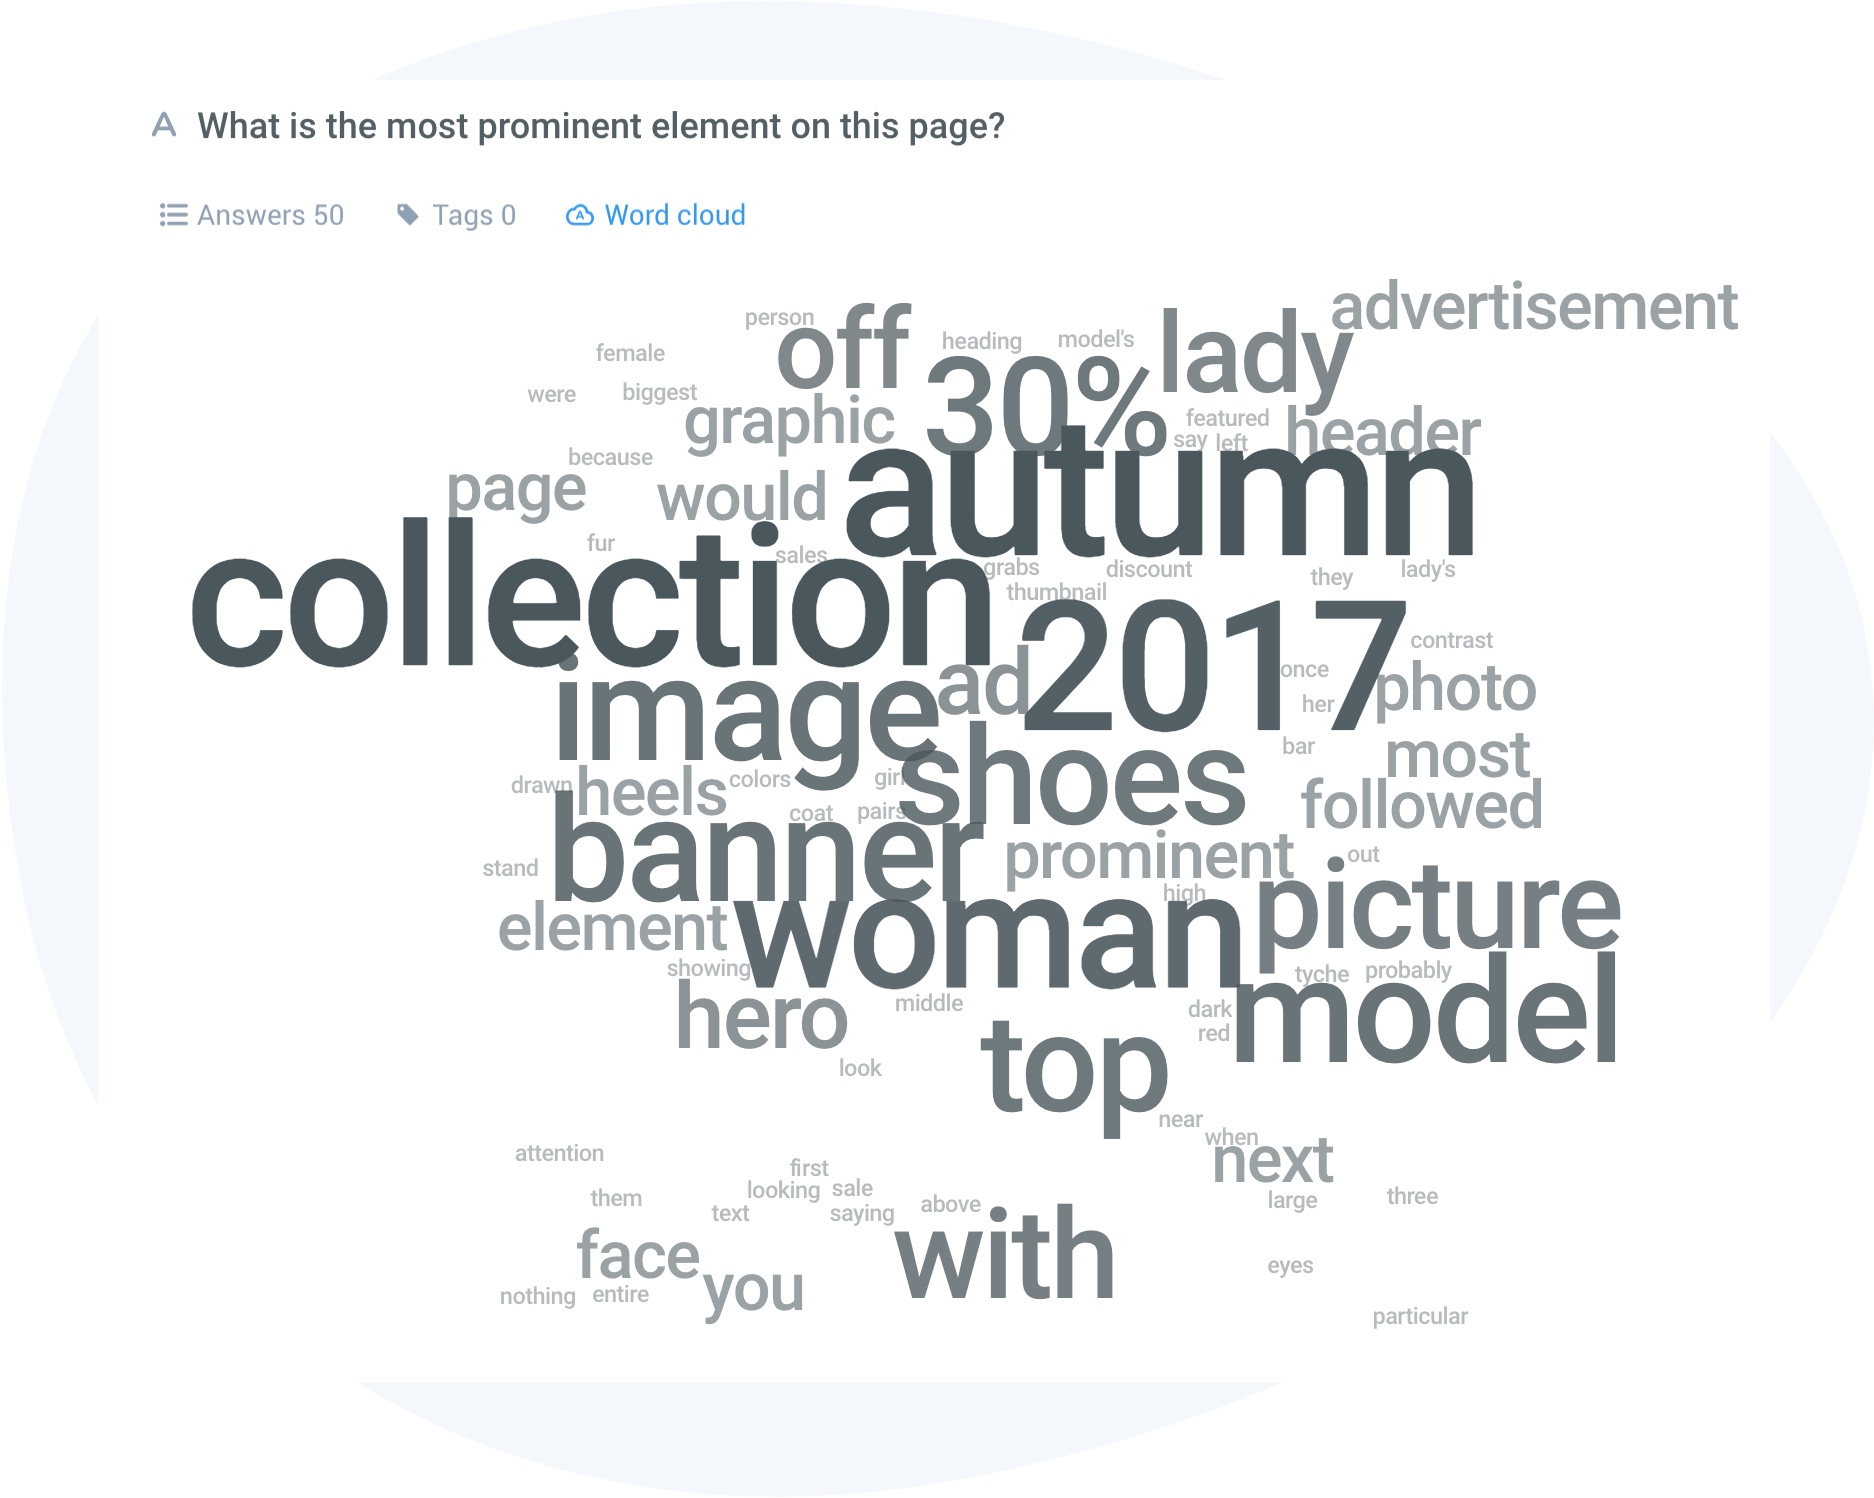 A What is the most prominent element on this page?
Answers 50 Tags 0 Word cloud
advertisement
person off heading model's lady
female 30%
were biggest graphic featured header
say left
because autumn
page would
collection fur sales
grabs discount they lady's
thumbnail
2017 contrast
image ad once photo
her
shoes bar most
drawn heels colors girl followed
coat pairs
banner prominent out
stand high picture
element woman
showing tyche probably
hero middle dark model
red
look top
near
when
attention next
first
looking sale
them large three
text saying above with
face eyes
you
nothing entire
particular